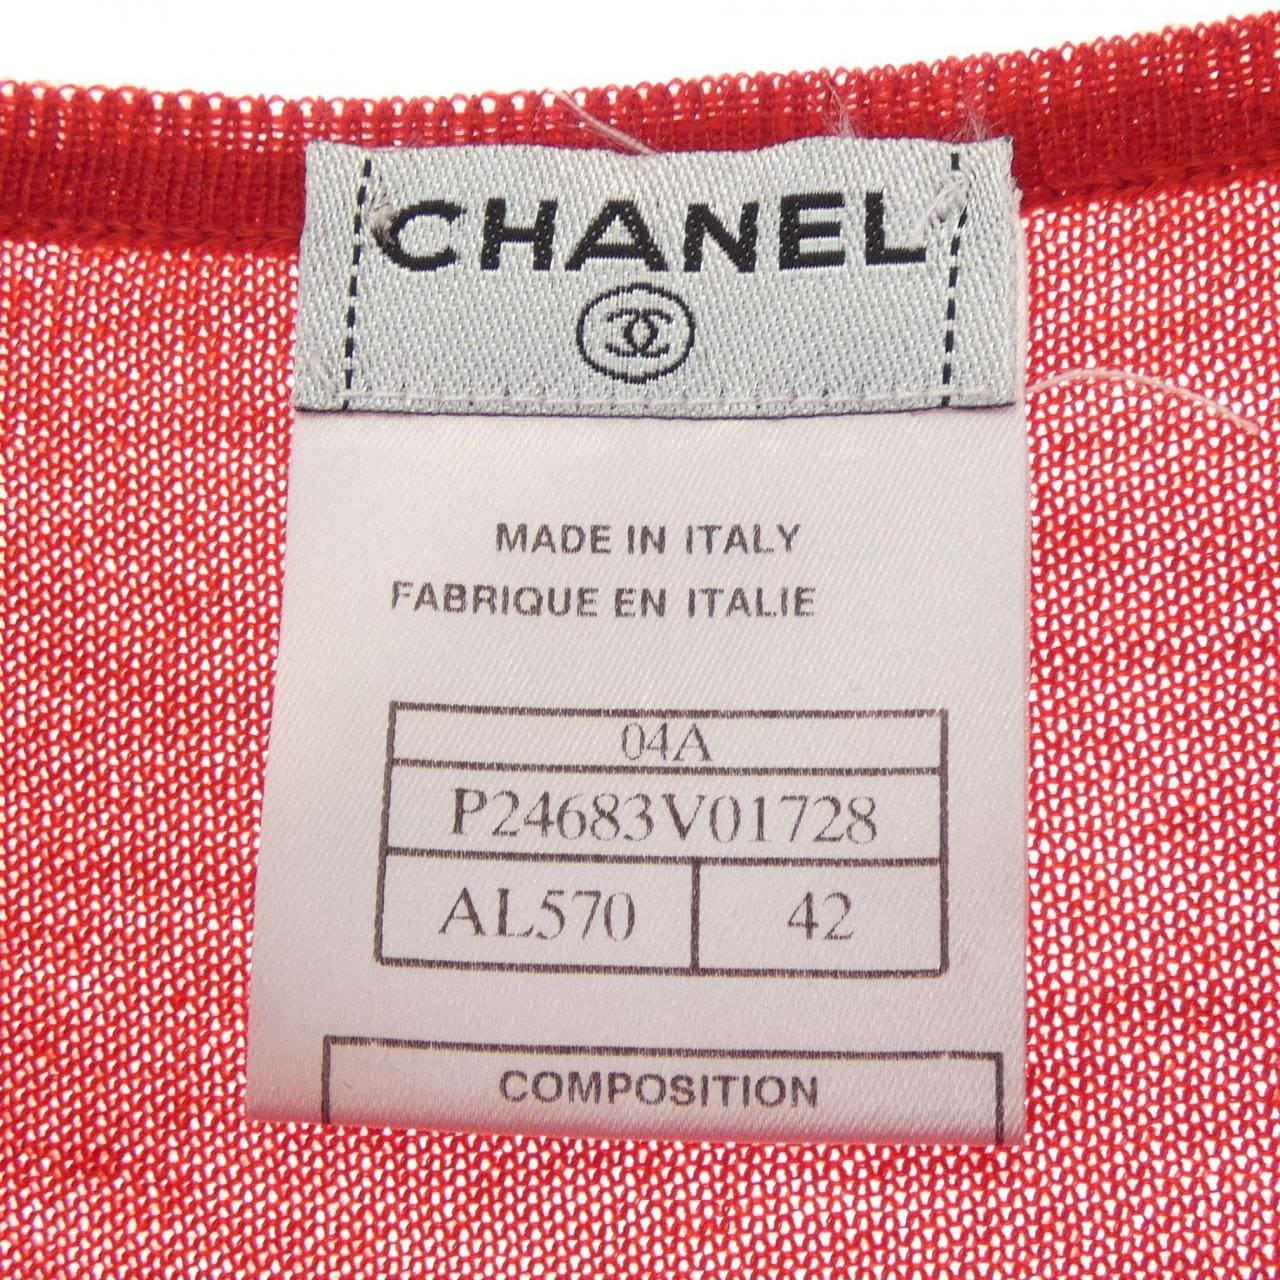 CHANEL
MADE IN ITALY
FABRIQUE EN ITALIE
04A
P24683V01728
AL570 42
COMPOSITION